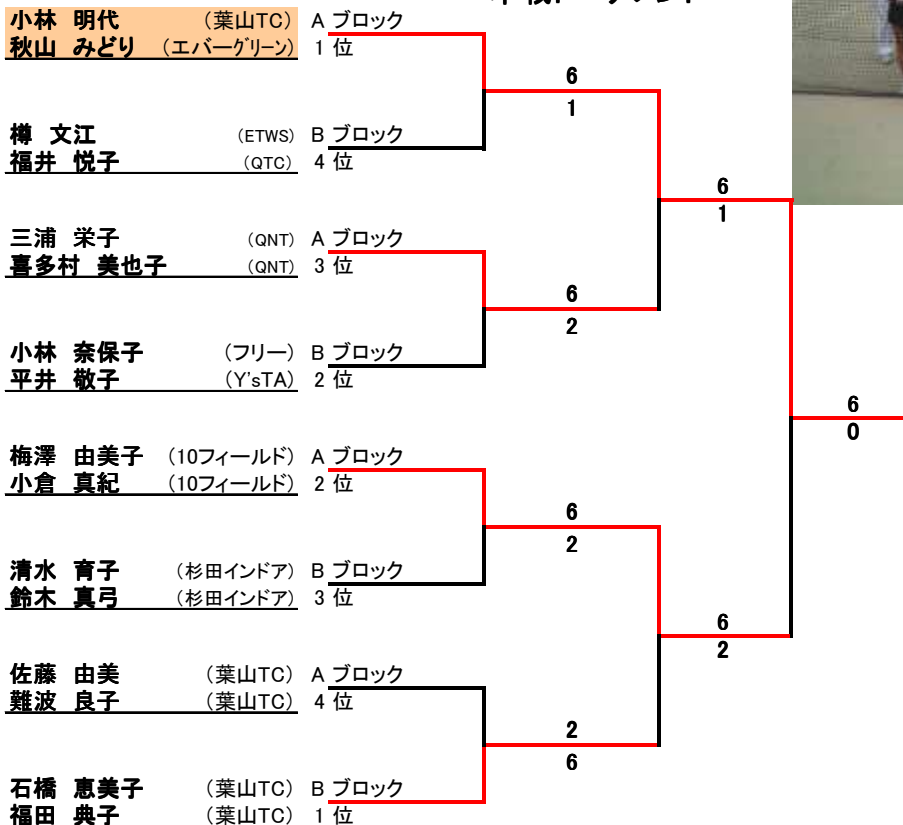 小林 明代 (葉山TC) A ブロック
秋山 みどり (エバーグリーン) 1 位
6
1
樽 文江 (ETWS) B ブロック
福井 悦子 (QTC) 4 位
6
1
三浦 栄子 (QNT) A ブロック
喜多村 美也子 (QNT) 3 位
6
2
小林 奈保子 (フリー) B ブロック
平井 敬子 (Y'sTA) 2 位
6
0
梅澤 由美子 (10フィールド) A ブロック
小倉 真紀 (10フィールド) 2 位
6
2
清水 育子 (杉田インドア) B ブロック
鈴木 真弓 (杉田インドア) 3 位
6
2
佐藤 由美 (葉山TC) A ブロック
難波 良子 (葉山TC) 4 位
2
6
石橋 恵美子 (葉山TC) B ブロック
福田 典子 (葉山TC) 1 位